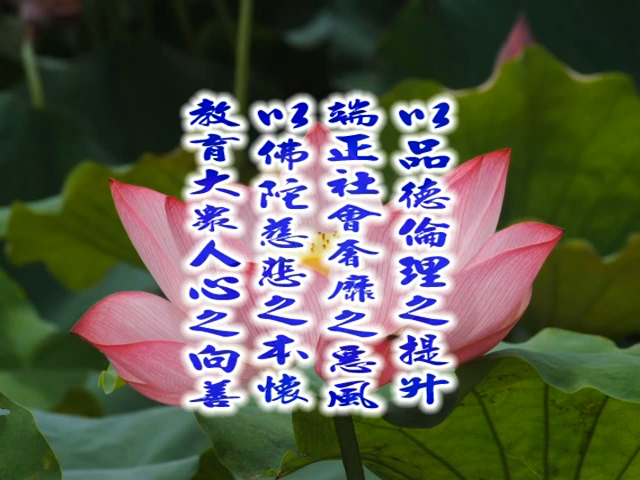 以品德倫理之提升
端正社會奢靡之惡風
以佛陀慈悲之本懷
教育大眾人心之向善